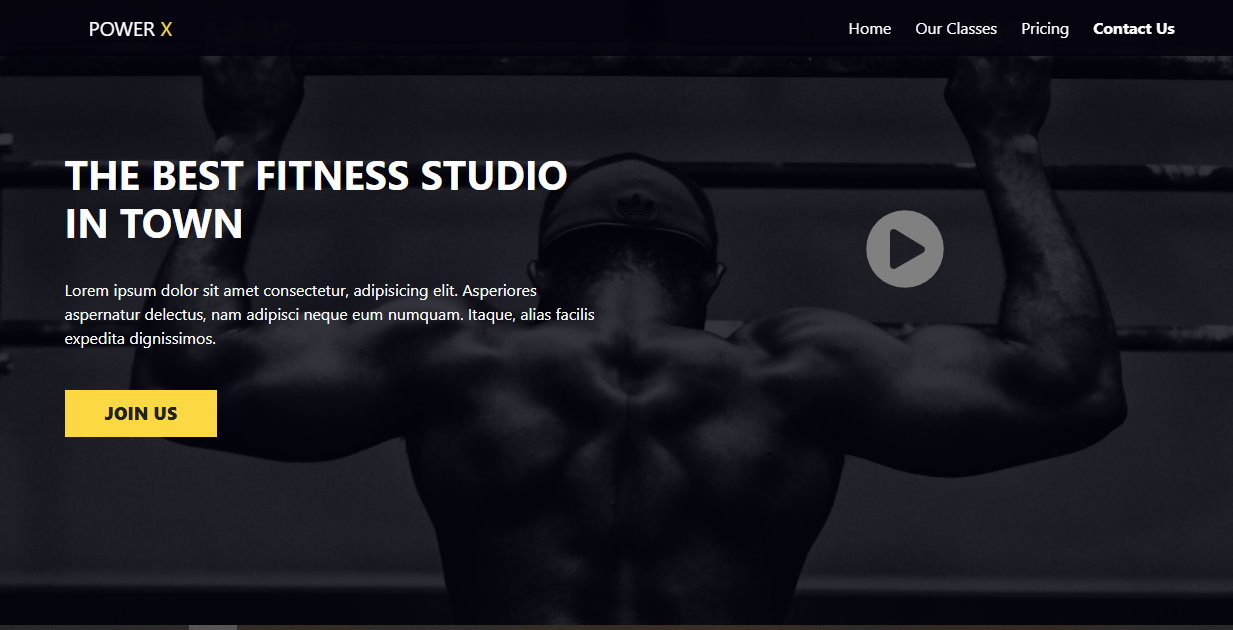 POWER X
Home Our Classes Pricing Contact Us
THE BEST FITNESS STUDIO
IN TOWN
Lorem ipsum dolor sit amet consectetur, adipisicing elit. Asperiores
aspernatur delectus, nam adipisci neque eum numquam. Itaque, alias facilis
expedita dignissimos.
JOIN US